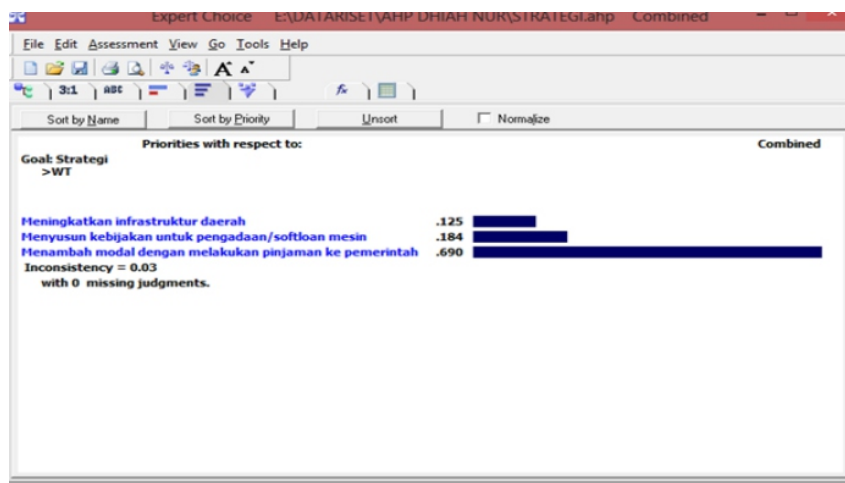 Expert Choice E:\DATARISET\AHP DHIAH NUR\STRATEGI.ahp Combined
File Edit Assessment View Go Tools Help
3:1 ABC
Sort by Name Sort by Priority Unsort Normalize
Priorities with respect to: Combined
Goal: Strategi
>WT
Meningkatkan infrastruktur daerah .125
Menyusun kebijakan untuk pengadaan/softloan mesin .184
Menambah modal dengan melakukan pinjaman ke pemerintah .690
Inconsistency = 0.03
with 0 missing judgments.